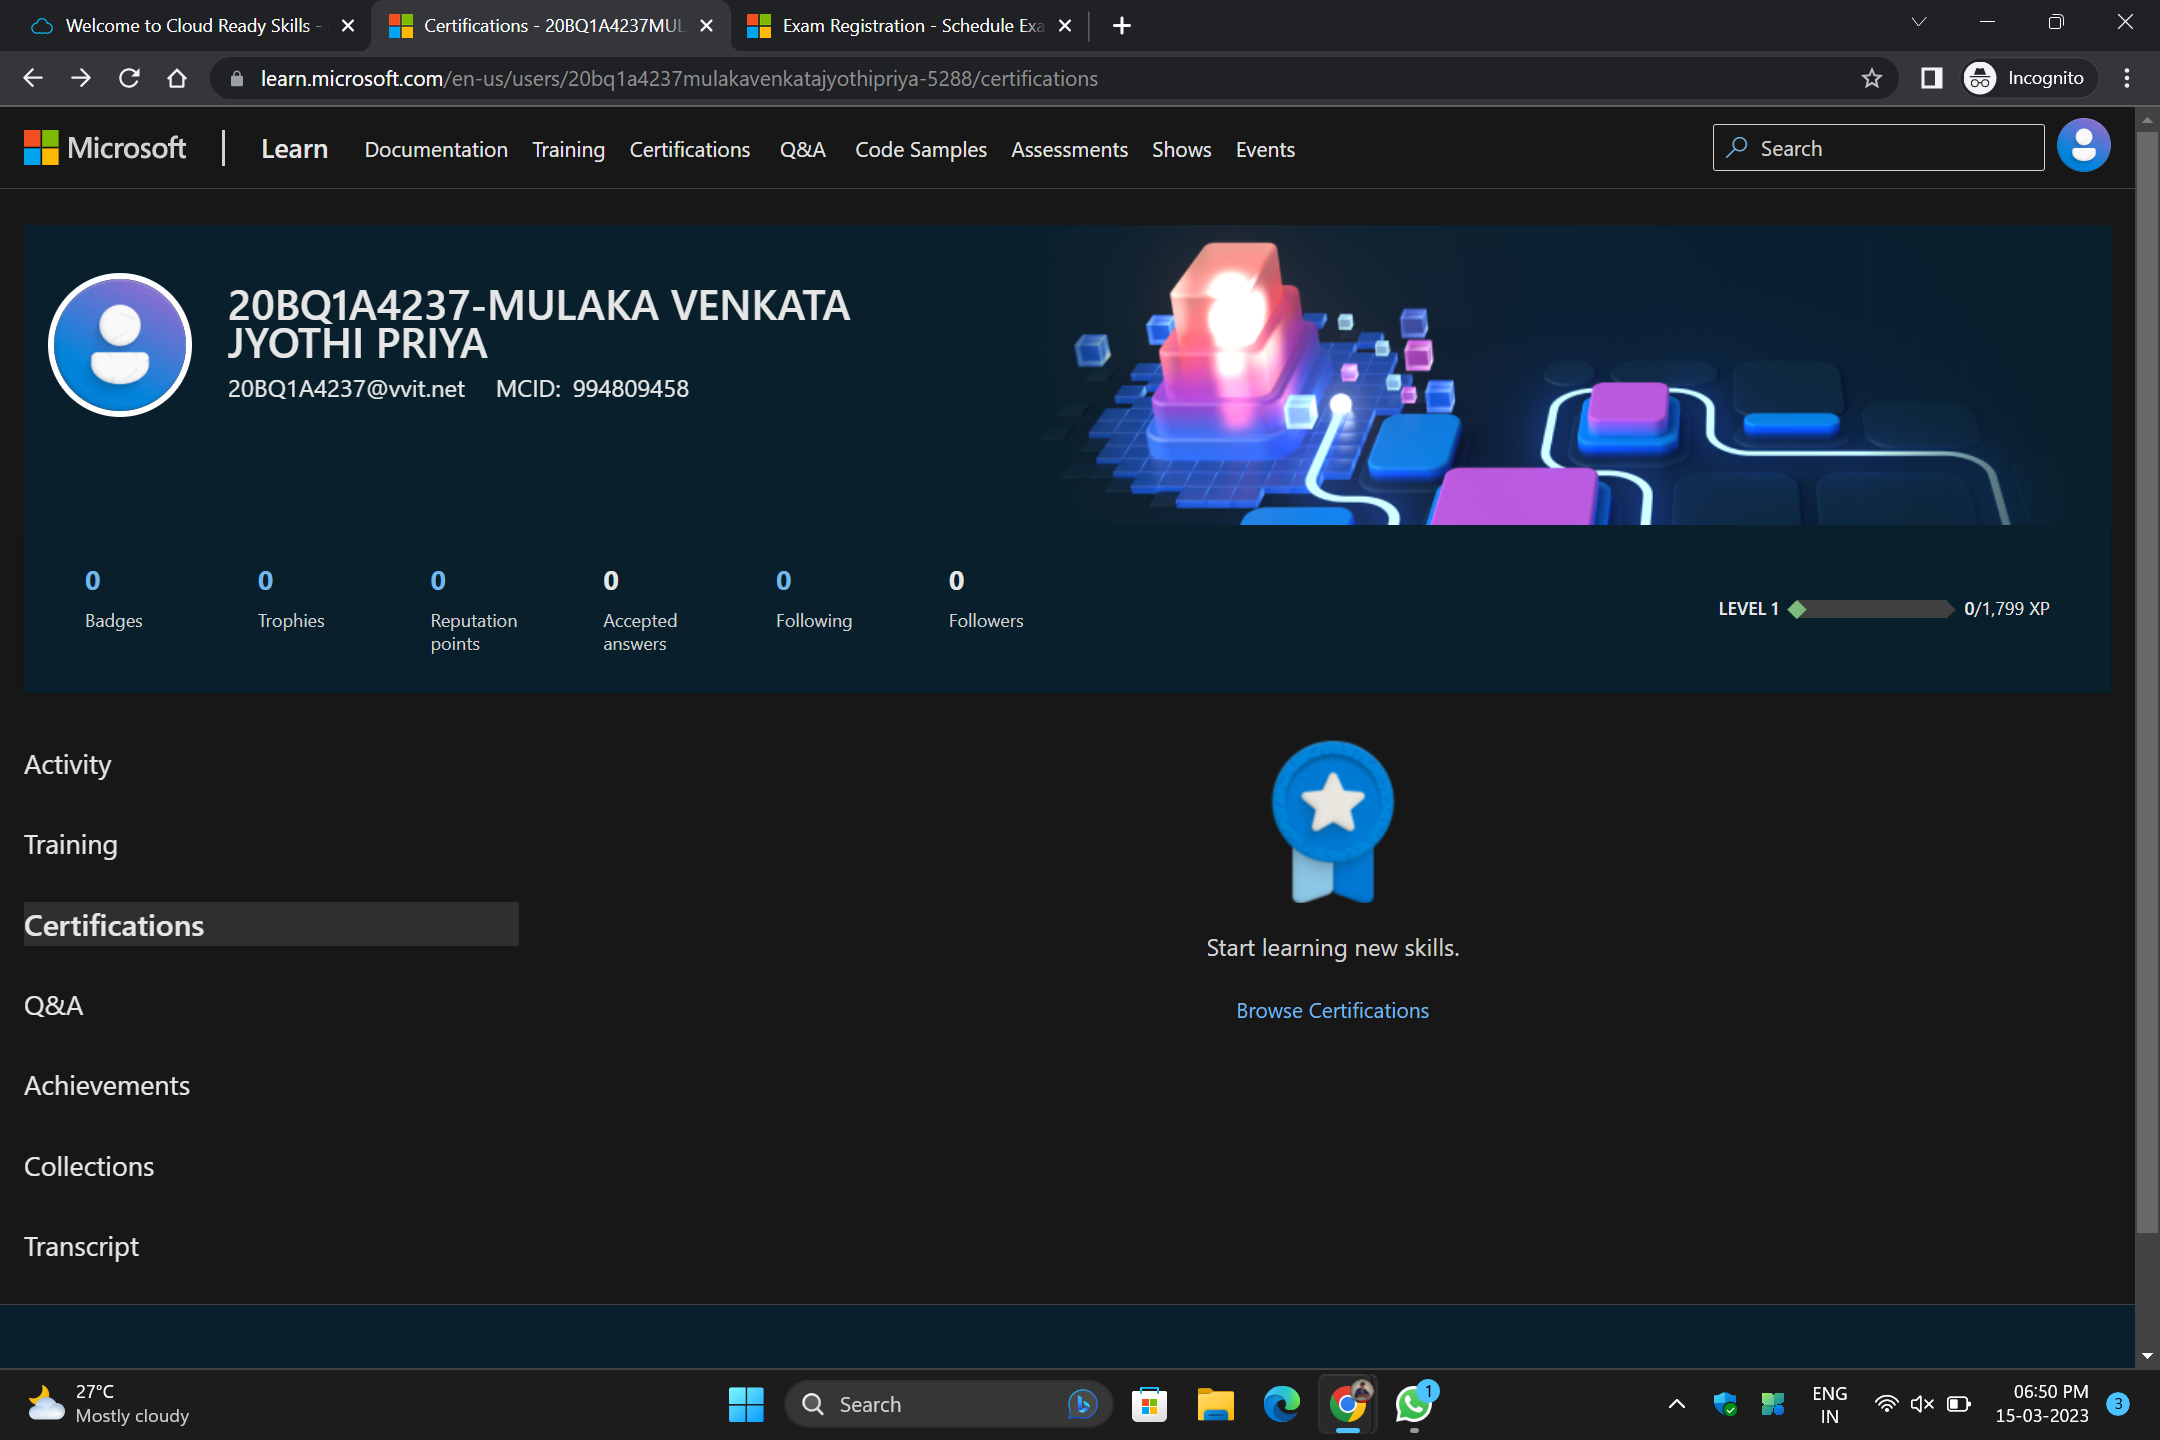 Welcome to Cloud Ready Skills -
Certifications - 20BQ1A4237MUL
Exam Registration - Schedule Exa
learn.microsoft.com/en-us/users/20bq1a4237mulakavenkatajyothipriya-5288/certifications
Incognito
Microsoft
Learn
Documentation
Training
Certifications
Q&A
Code Samples
Assessments
Shows
Events
Search
20BQ1A4237-MULAKA VENKATA
JYOTHI PRIYA
20BQ1A4237@vvit.net MCID: 994809458
0
Badges
0
Trophies
0
Reputation
points
0
Accepted
answers
0
Following
0
Followers
LEVEL 1
0/1,799 XP
Activity
Training
Certifications
Q&A
Achievements
Collections
Transcript
Start learning new skills.
Browse Certifications
27°C
Mostly cloudy
Search
1
ENG
IN
06:50 PM
15-03-2023
3